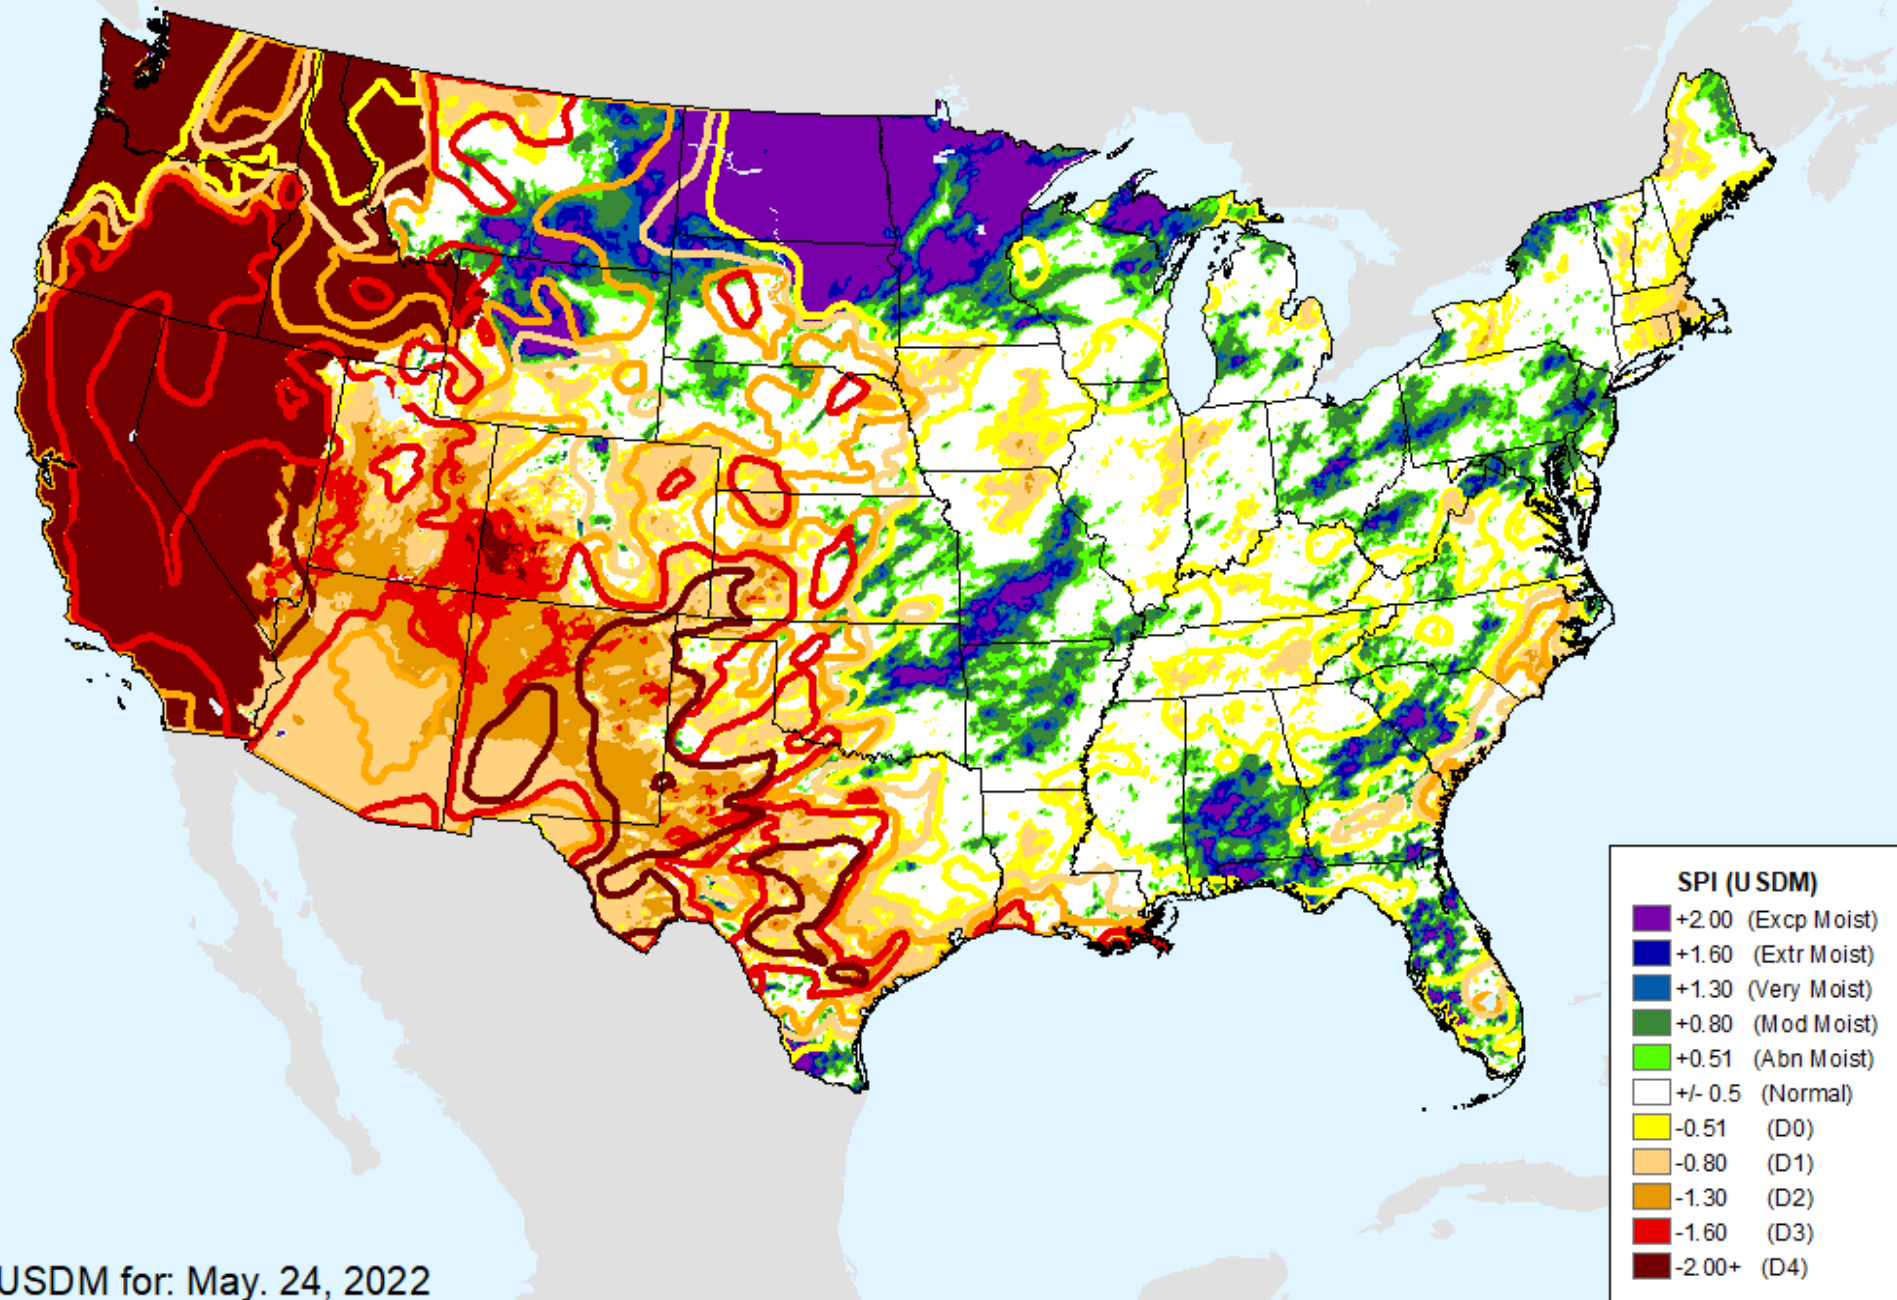 SPI (USDM)
+2.00 (Excp Moist)
+1.60 (Extr Moist)
+1.30 (Very Moist)
+0.80 (Mod Moist)
+0.51 (Abn Moist)
+/- 0.5 (Normal)
-0.51 (D0)
-0.80 (D1)
-1.30 (D2)
-1.60 (D3)
-2.00+ (D4)
USDM for: May. 24, 2022